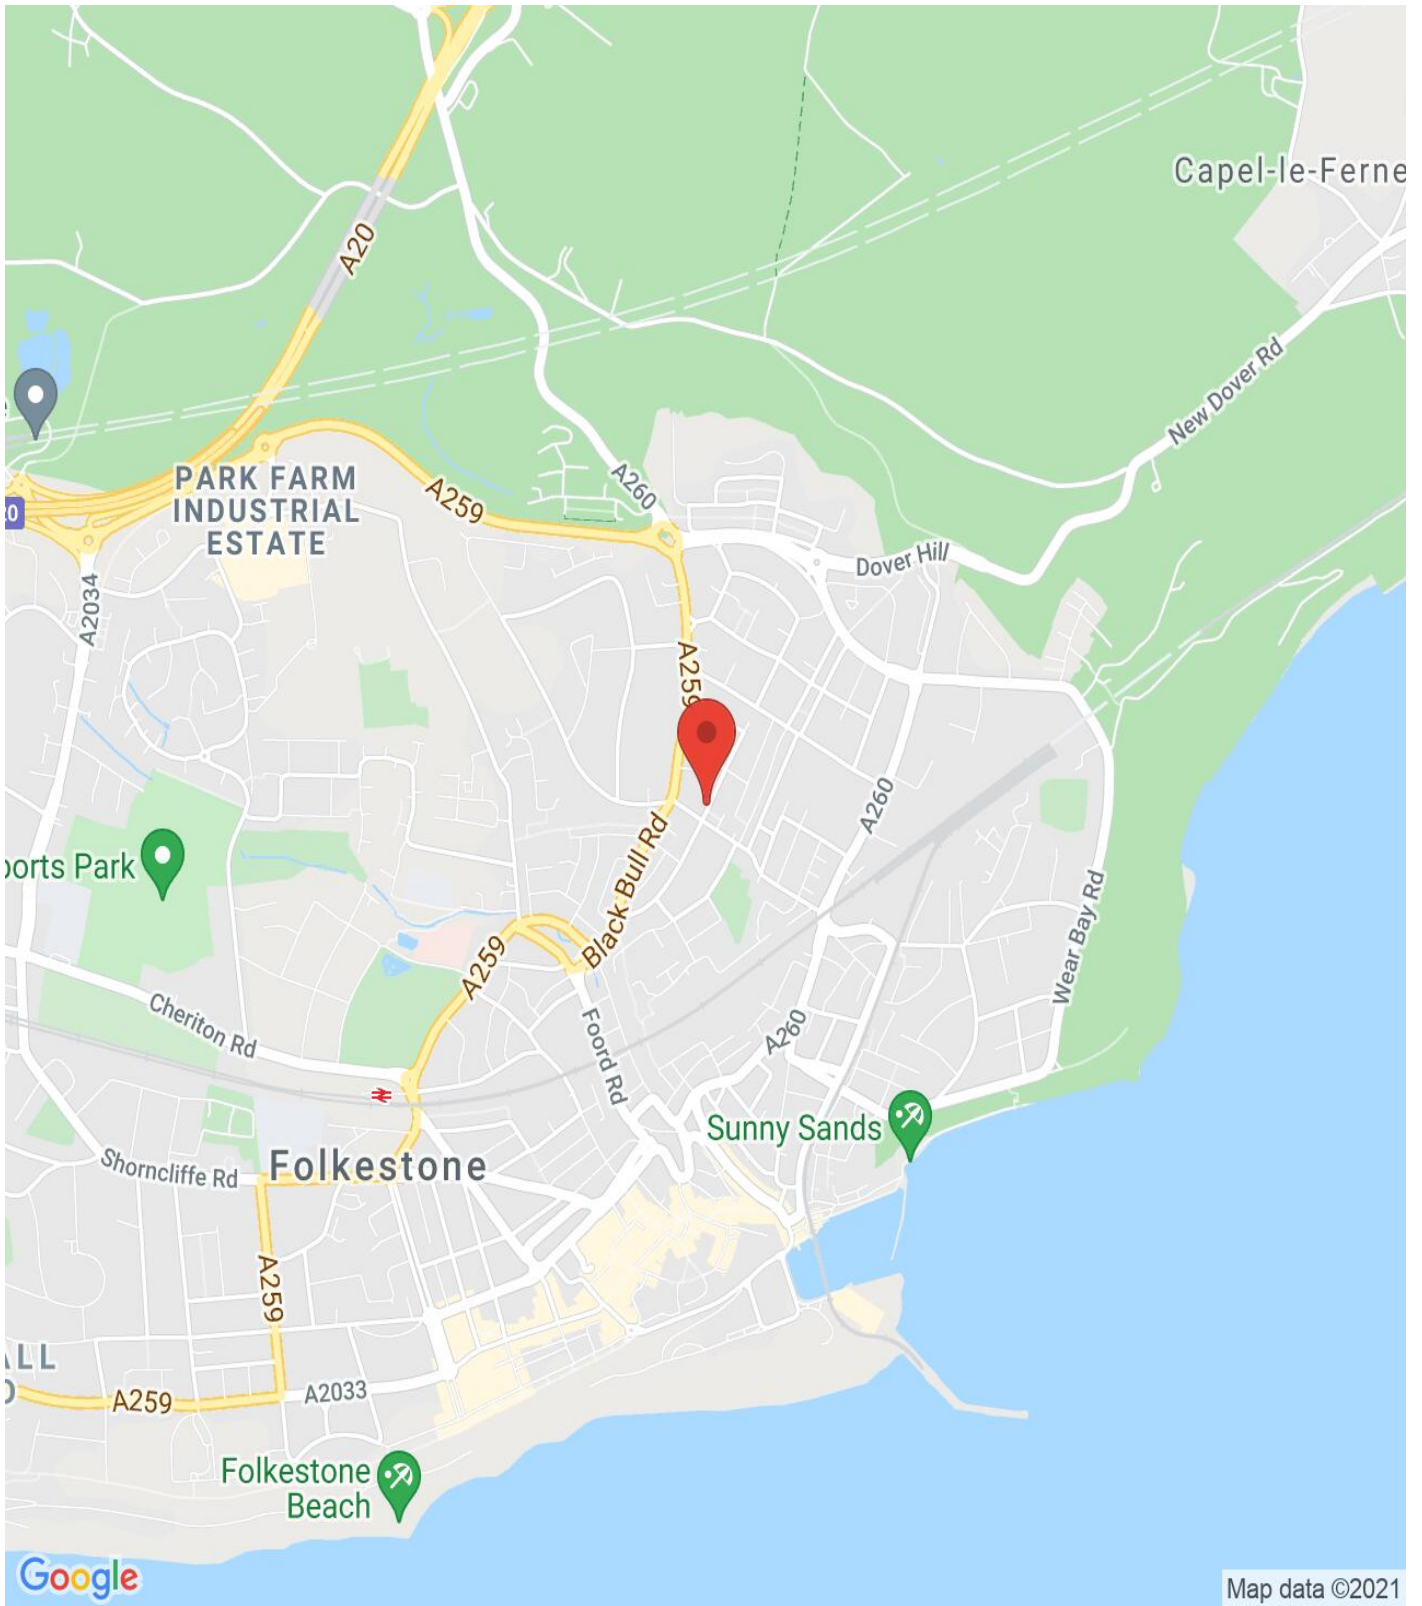 Capel-le-Ferne
A20
New Dover Rd
PARK FARM
INDUSTRIAL
ESTATE
A259
A260
Dover Hill
A2034
A259
A260
ports Park
Black Bull Rd
Wear Bay Rd
A259
Cheriton Rd
Foord Rd
A260
Sunny Sands
Shorncliffe Rd
Folkestone
A259
A259
A2033
Folkestone
Beach
Google
Map data ©2021